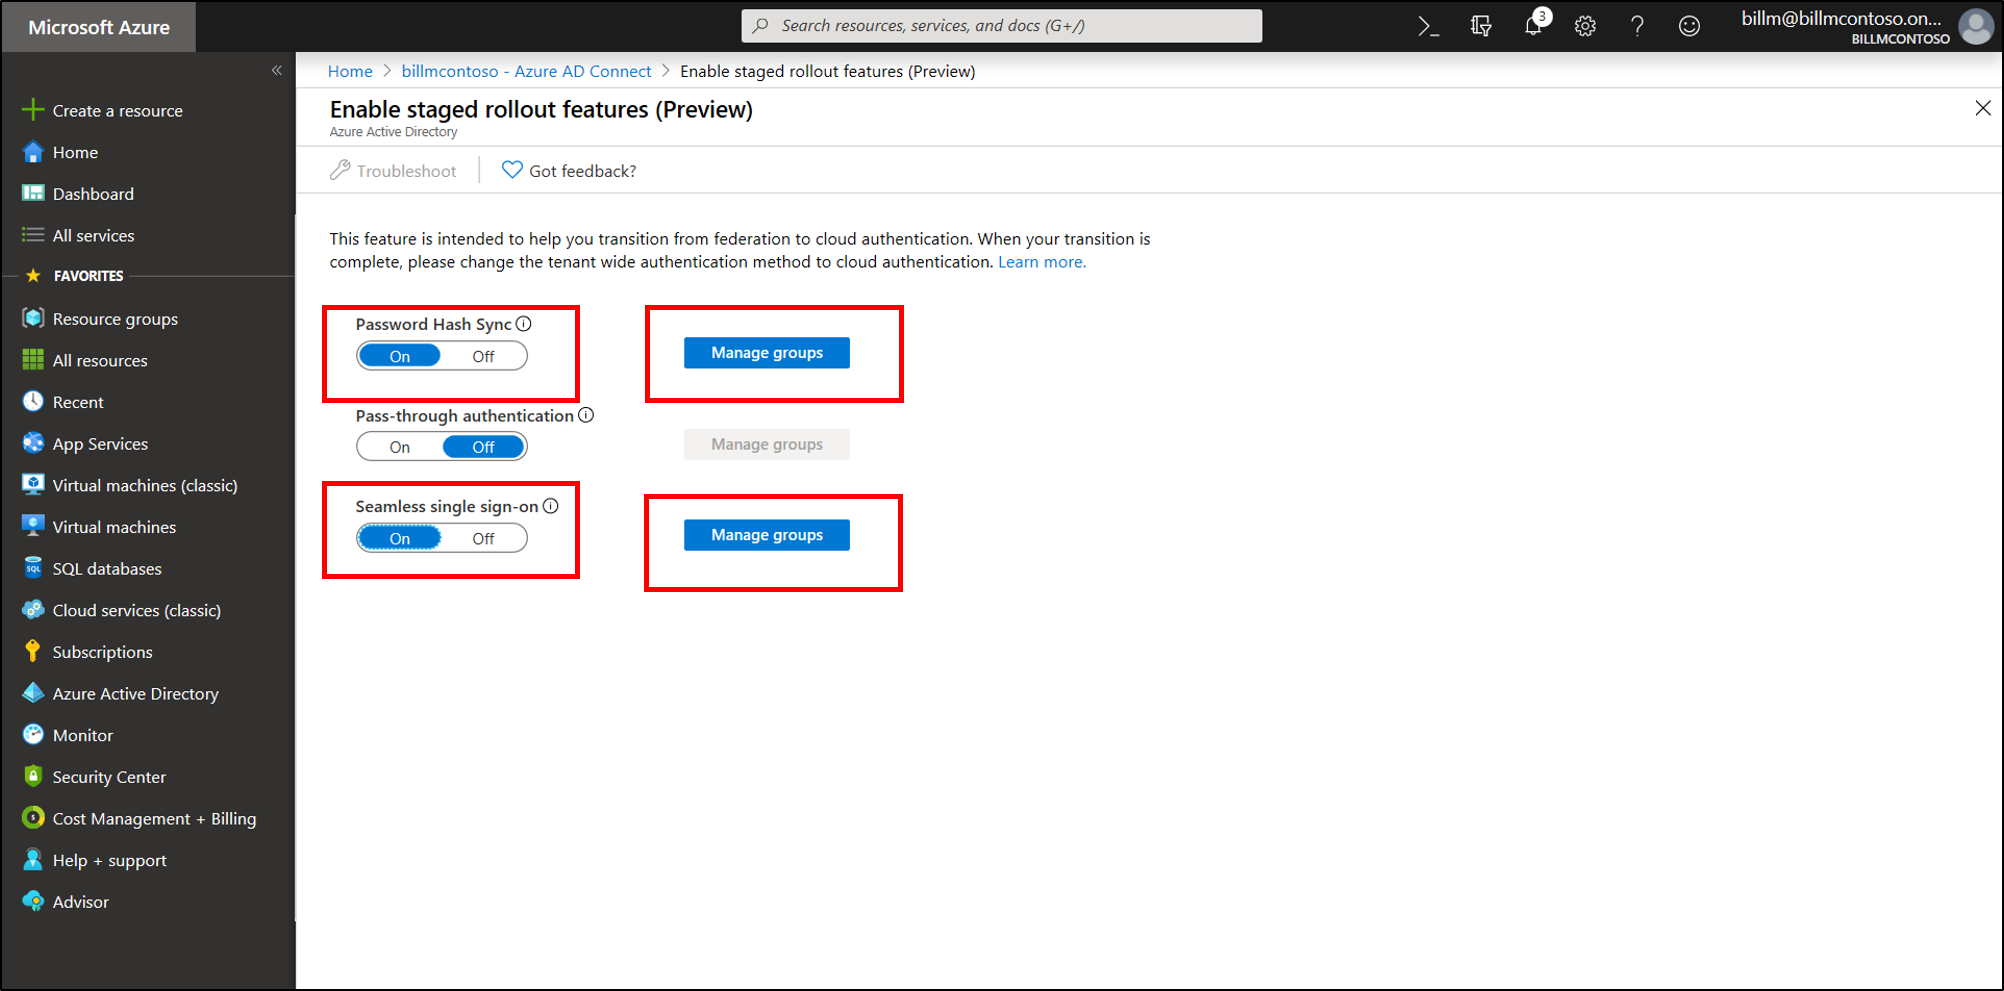 Microsoft Azure
Search resources, services, and docs (G+/)
3
billm@billmcontoso.on...
BILLMCONTOSO
Create a resource
Home
Dashboard
All services
FAVORITES
Resource groups
All resources
Recent
App Services
Virtual machines (classic)
Virtual machines
SQL databases
Cloud services (classic)
Subscriptions
Azure Active Directory
Monitor
Security Center
Cost Management + Billing
Help + support
Advisor
Home > billmcontoso - Azure AD Connect > Enable staged rollout features (Preview)
Enable staged rollout features (Preview)
Azure Active Directory
Troubleshoot
Got feedback?
This feature is intended to help you transition from federation to cloud authentication. When your transition is
complete, please change the tenant wide authentication method to cloud authentication. Learn more.
Password Hash Sync
On Off
Manage groups
Pass-through authentication
On Off
Manage groups
Seamless single sign-on
On Off
Manage groups